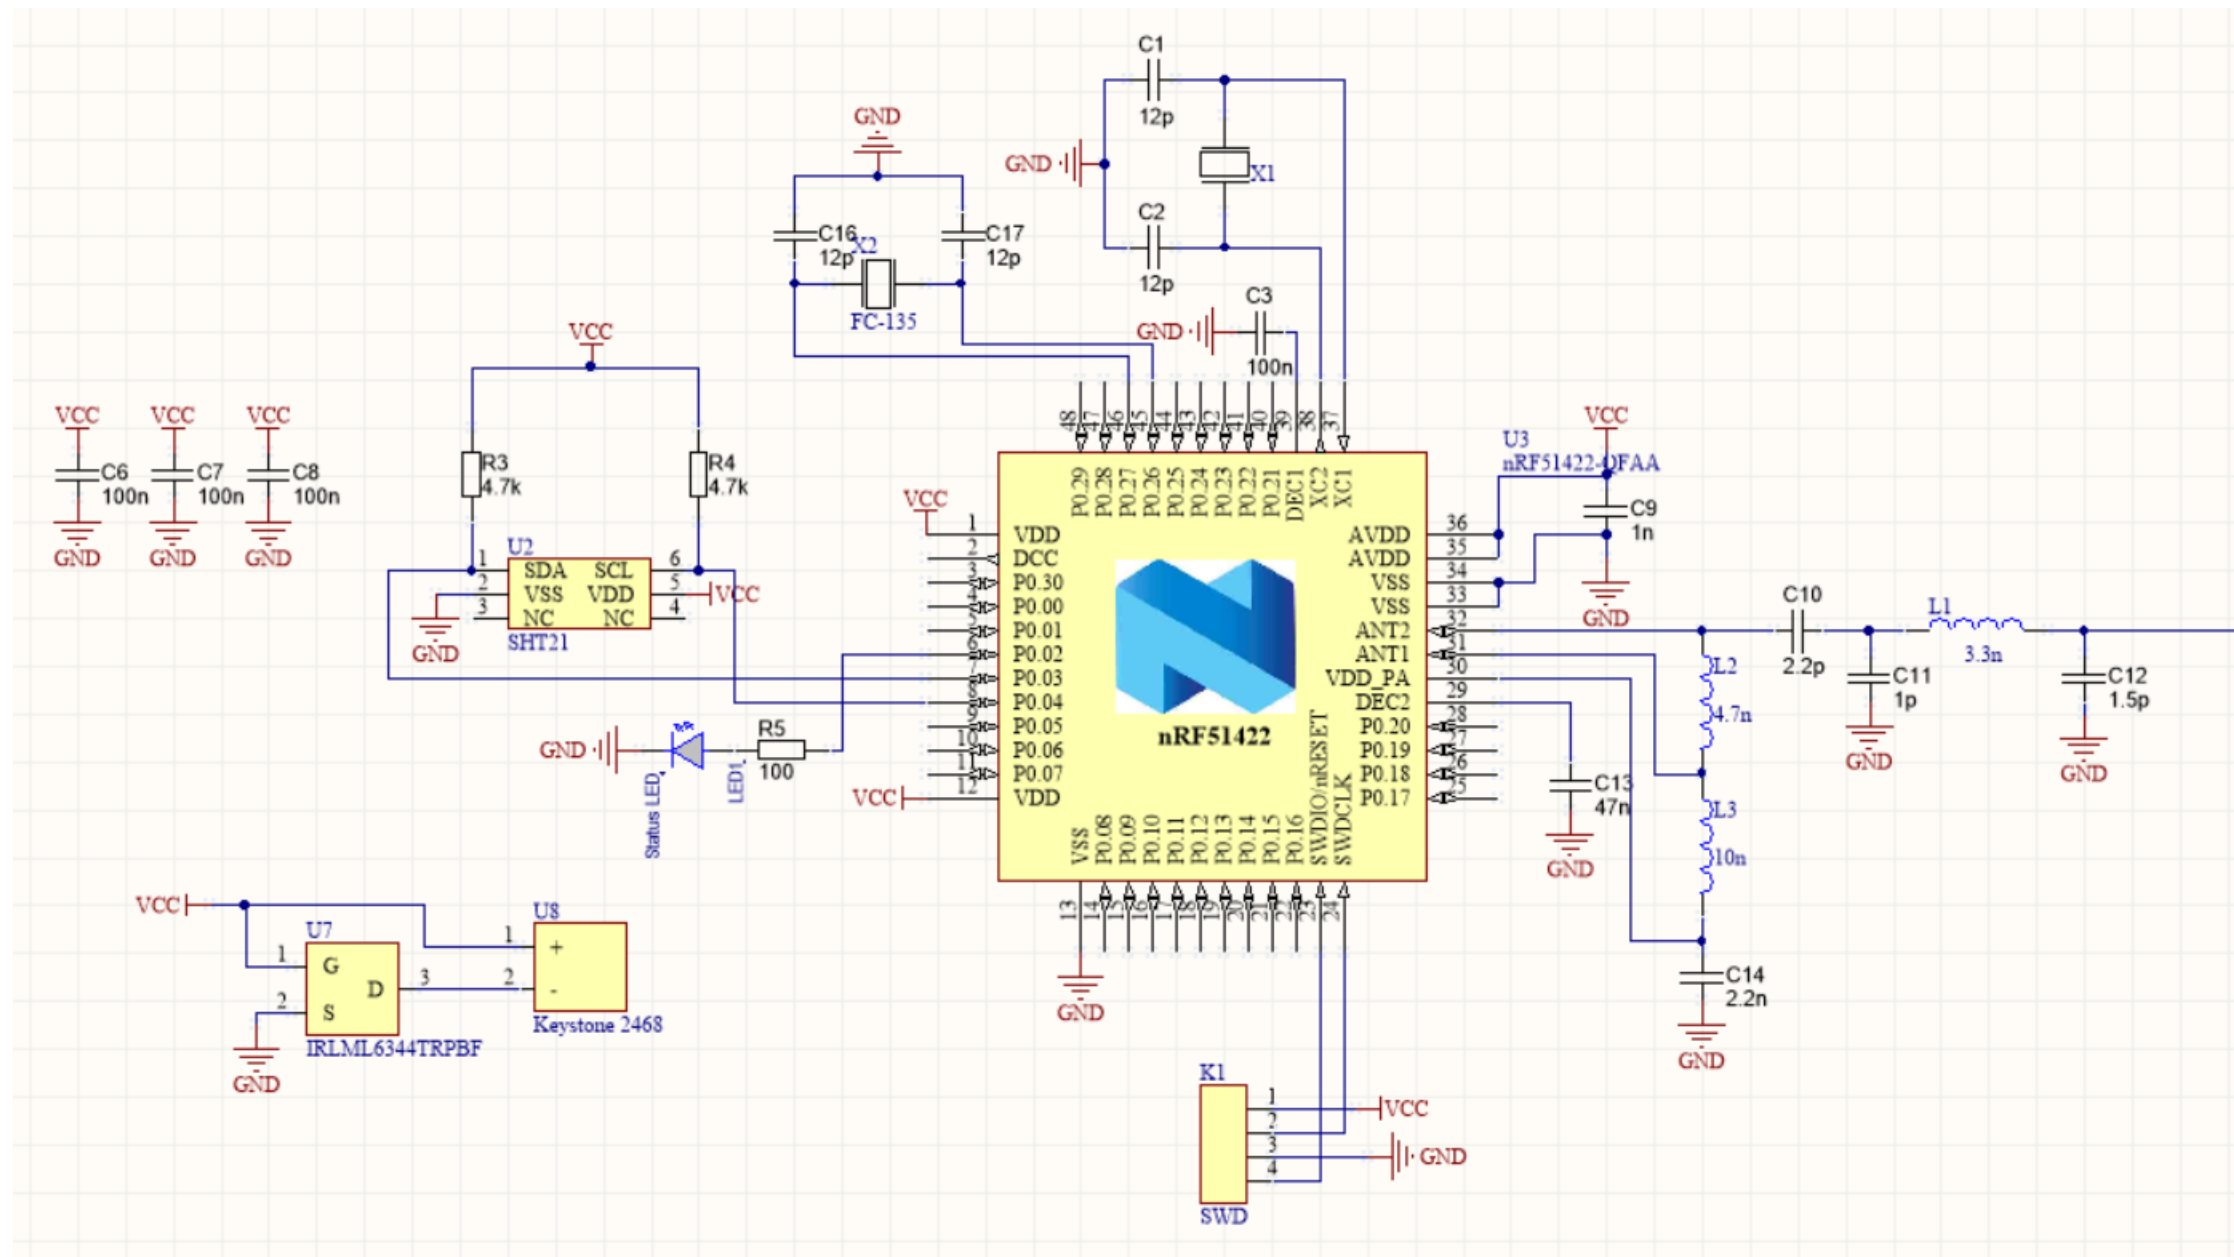 C1
12p
GND
X1
C2
12p
GND
C16
12p
X2
FC-135
C17
12p
C3
GND
100n
VCC
R3
4.7k
R4
4.7k
VCC
C6
100n
GND
VCC
C7
100n
GND
VCC
C8
100n
GND
U2
1 SDA SCL 6
2 VSS VDD 5 VCC
3 NC NC 4
SHT21
GND
48 47 46 45 44 43 42 41 40 39 38 37
P0.29 P0.28 P0.27 P0.26 P0.25 P0.24 P0.23 P0.22 P0.21 DEC1 XC2 XC1
VCC
1 VDD
2 DCC
3 P0.30
4 P0.00
5 P0.01
6 P0.02
7 P0.03
8 P0.04
9 P0.05
10 P0.06
11 P0.07
VCC 12 VDD
nRF51422
U3
nRF51422-QFAA
VCC
C9
1n
GND
AVDD 36
AVDD 35
VSS 34
VSS 33
ANT2 32
ANT1 31
VDD_PA 30
DEC2 29
P0.20 28
P0.19 27
P0.18 26
P0.17 25
VSS P0.08 P0.09 P0.10 P0.11 P0.12 P0.13 P0.14 P0.15 P0.16 SWDIO/nRESET SWDCLK
13 14 15 16 17 18 19 20 21 22 23 24
GND
GND
Status LED
LED1
R5
100
C10
2.2p
C11
1p
GND
L1
3.3n
C12
1.5p
GND
L2
4.7n
L3
10n
C13
47n
GND
C14
2.2n
GND
VCC
U7
1 G
D 3
2 S
IRLML6344TRPBF
GND
U8
1 +
2 -
Keystone 2468
K1
1 VCC
2
3 GND
4
SWD